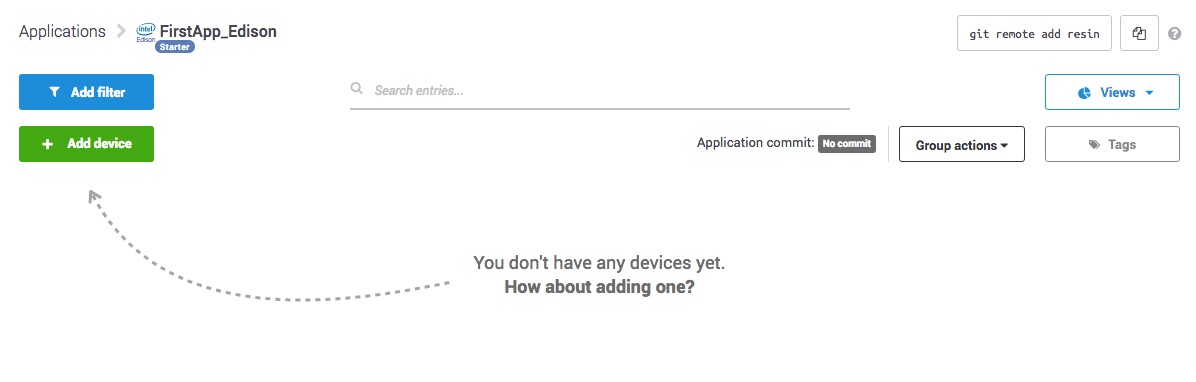 Applications
intel
Edison
FirstApp_Edison
Starter
git remote add resin
?
Add filter
Search entries...
Views
+ Add device
Application commit: No commit
Group actions
Tags
You don't have any devices yet.
How about adding one?